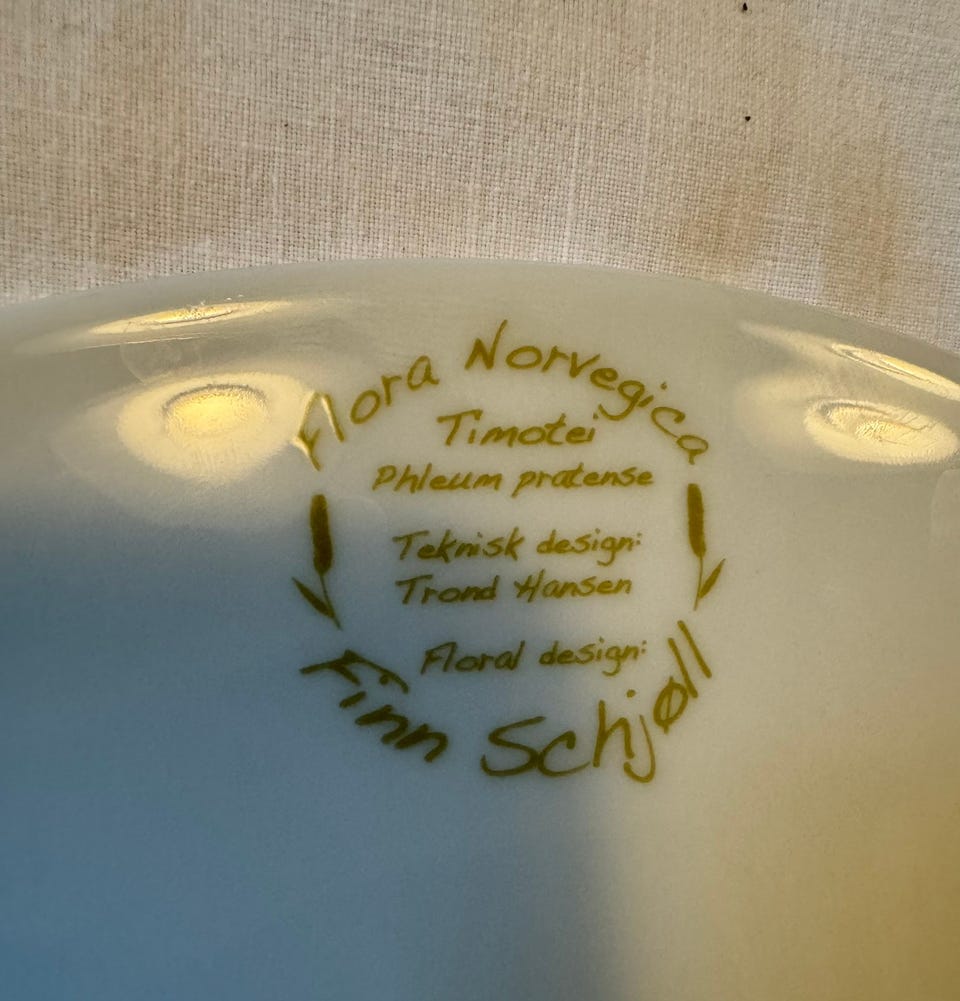 Flora Norvegica
Timotei
Phleum pratense
Teknisk design:
Trond Hansen
Floral design:
Finn Schjøll